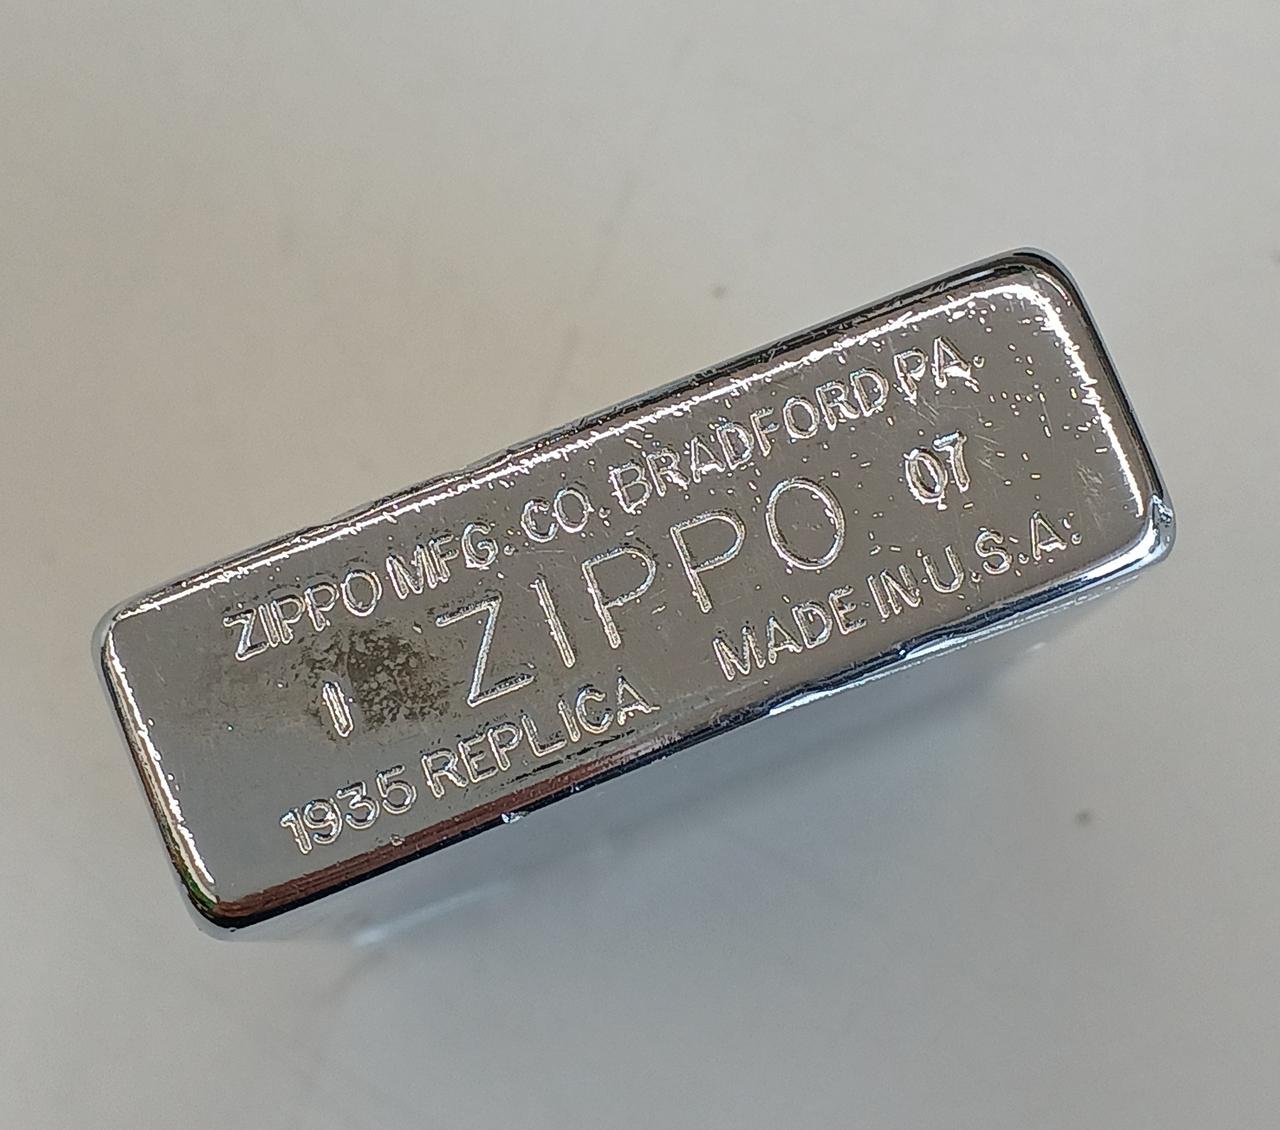 ZIPPO MFG. CO. BRADFORD PA.
I ZIPPO 07
1935 REPLICA MADE IN U.S.A.